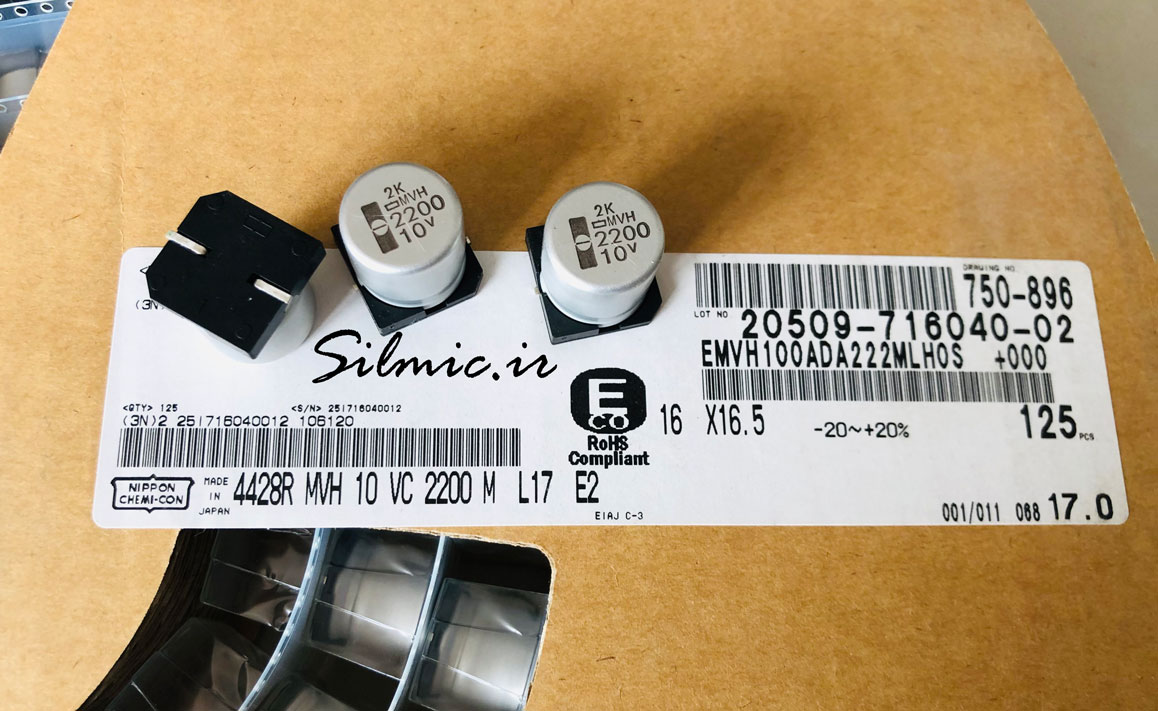 2K
MVH
2200
10V
2K
MVH
2200
10V
DRAWING NO.
750-896
LOT NO
20509-716040-02
EMVH100ADA222MLH0S +000
(3N
Silmic.ir
E
CO
RoHS
Compliant
16 X16.5 -20~+20% 125 PCS
<QTY> 125 <S/N> 251716040012
(3N)2 251716040012 106120
NIPPON
CHEMI-CON
MADE
IN
JAPAN
4428R MVH 10 VC 2200 M L17 E2
EIAJ C-3
001/011 068 17.0